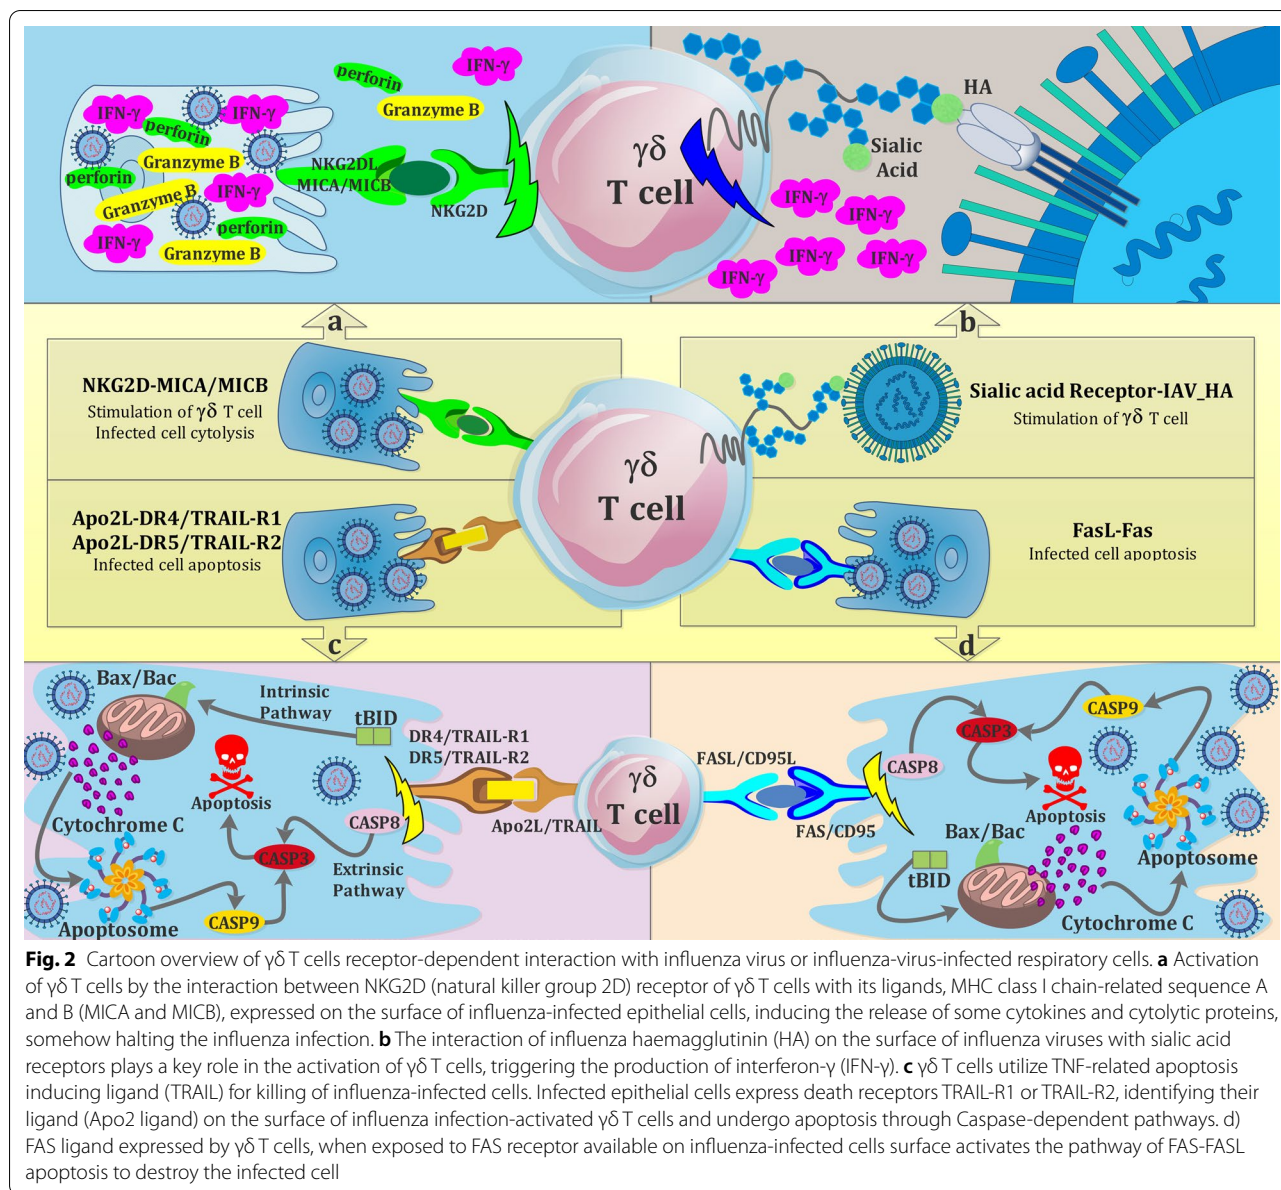 IFN-γ
perforin
Granzyme B
IFN-γ
IFN-γ
perforin
Granzyme B
perforin
Granzyme B
IFN-γ
perforin
IFN-γ
Granzyme B
NKG2DL
MICA/MICB
NKG2D
γδ
T cell
HA
Sialic
Acid
IFN-γ
IFN-γ
IFN-γ
IFN-γ
IFN-γ
a
b
NKG2D-MICA/MICB
Stimulation of γδ T cell
Infected cell cytolysis
Sialic acid Receptor-IAV_HA
Stimulation of γδ T cell
γδ
T cell
Apo2L-DR4/TRAIL-R1
Apo2L-DR5/TRAIL-R2
Infected cell apoptosis
FasL-Fas
Infected cell apoptosis
c
d
Bax/Bac
Intrinsic
Pathway
tBID
DR4/TRAIL-R1
DR5/TRAIL-R2
Apoptosis
Cytochrome C
CASP8
CASP3
Extrinsic
Pathway
Apo2L/TRAIL
CASP9
Apoptosome
γδ
T cell
FASL/CD95L
FAS/CD95
CASP8
CASP3
CASP9
Apoptosis
Bax/Bac
tBID
Cytochrome C
Apoptosome
Fig. 2 Cartoon overview of γδ T cells receptor-dependent interaction with influenza virus or influenza-virus-infected respiratory cells. a Activation
of γδ T cells by the interaction between NKG2D (natural killer group 2D) receptor of γδ T cells with its ligands, MHC class I chain-related sequence A
and B (MICA and MICB), expressed on the surface of influenza-infected epithelial cells, inducing the release of some cytokines and cytolytic proteins,
somehow halting the influenza infection. b The interaction of influenza haemagglutinin (HA) on the surface of influenza viruses with sialic acid
receptors plays a key role in the activation of γδ T cells, triggering the production of interferon-γ (IFN-γ). c γδ T cells utilize TNF-related apoptosis
inducing ligand (TRAIL) for killing of influenza-infected cells. Infected epithelial cells express death receptors TRAIL-R1 or TRAIL-R2, identifying their
ligand (Apo2 ligand) on the surface of influenza infection-activated γδ T cells and undergo apoptosis through Caspase-dependent pathways. d)
FAS ligand expressed by γδ T cells, when exposed to FAS receptor available on influenza-infected cells surface activates the pathway of FAS-FASL
apoptosis to destroy the infected cell